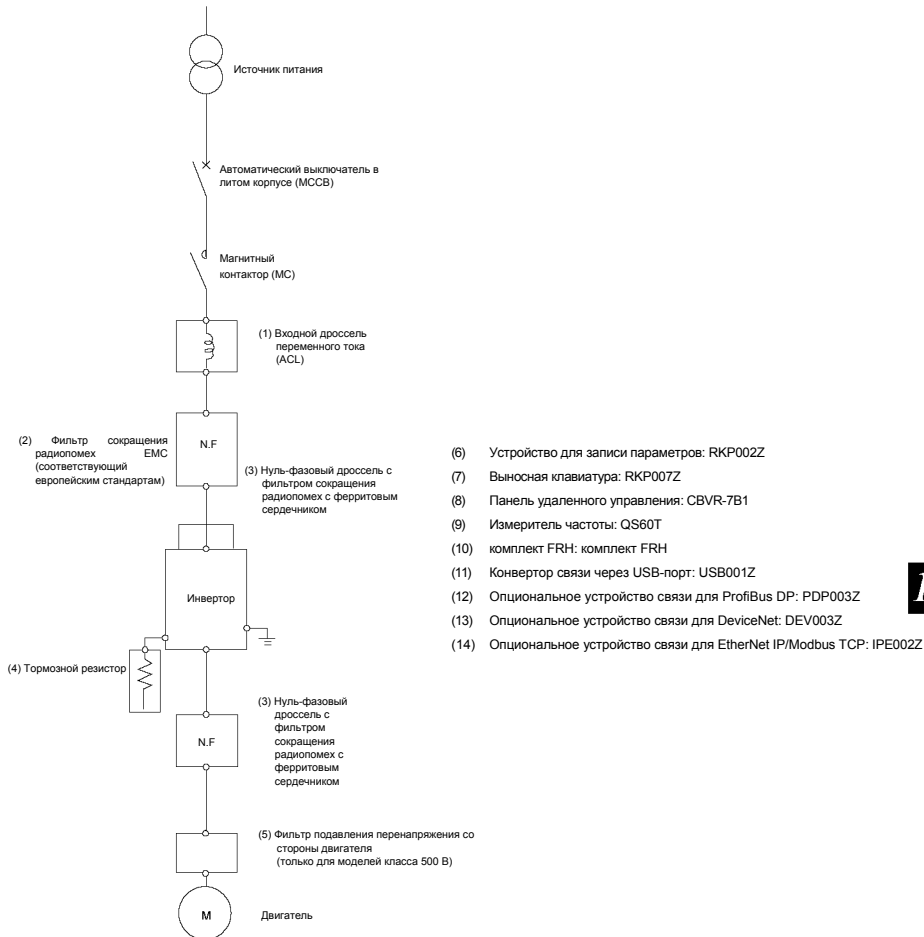 Источник питания
Автоматический выключатель в
литом корпусе (MCCB)
Магнитный
контактор (MC)
(1) Входной дроссель
переменного тока
(ACL)
(2) Фильтр сокращения
радиопомех EMC
(соответствующий
европейским стандартам)
N.F
(3) Нуль-фазовый дроссель с
фильтром сокращения
радиопомех с ферритовым
сердечником
Инвертор
(4) Тормозной резистор
(3) Нуль-фазовый
дроссель с
фильтром
сокращения
радиопомех с
ферритовым
сердечником
N.F
(5) Фильтр подавления перенапряжения со
стороны двигателя
(только для моделей класса 500 В)
M
Двигатель
(6) Устройство для записи параметров: RKP002Z
(7) Выносная клавиатура: RKP007Z
(8) Панель удаленного управления: CBVR-7B1
(9) Измеритель частоты: QS60T
(10) комплект FRH: комплект FRH
(11) Конвертор связи через USB-порт: USB001Z
(12) Опциональное устройство связи для ProfiBus DP: PDP003Z
(13) Опциональное устройство связи для DeviceNet: DEV003Z
(14) Опциональное устройство связи для EtherNet IP/Modbus TCP: IPE002Z